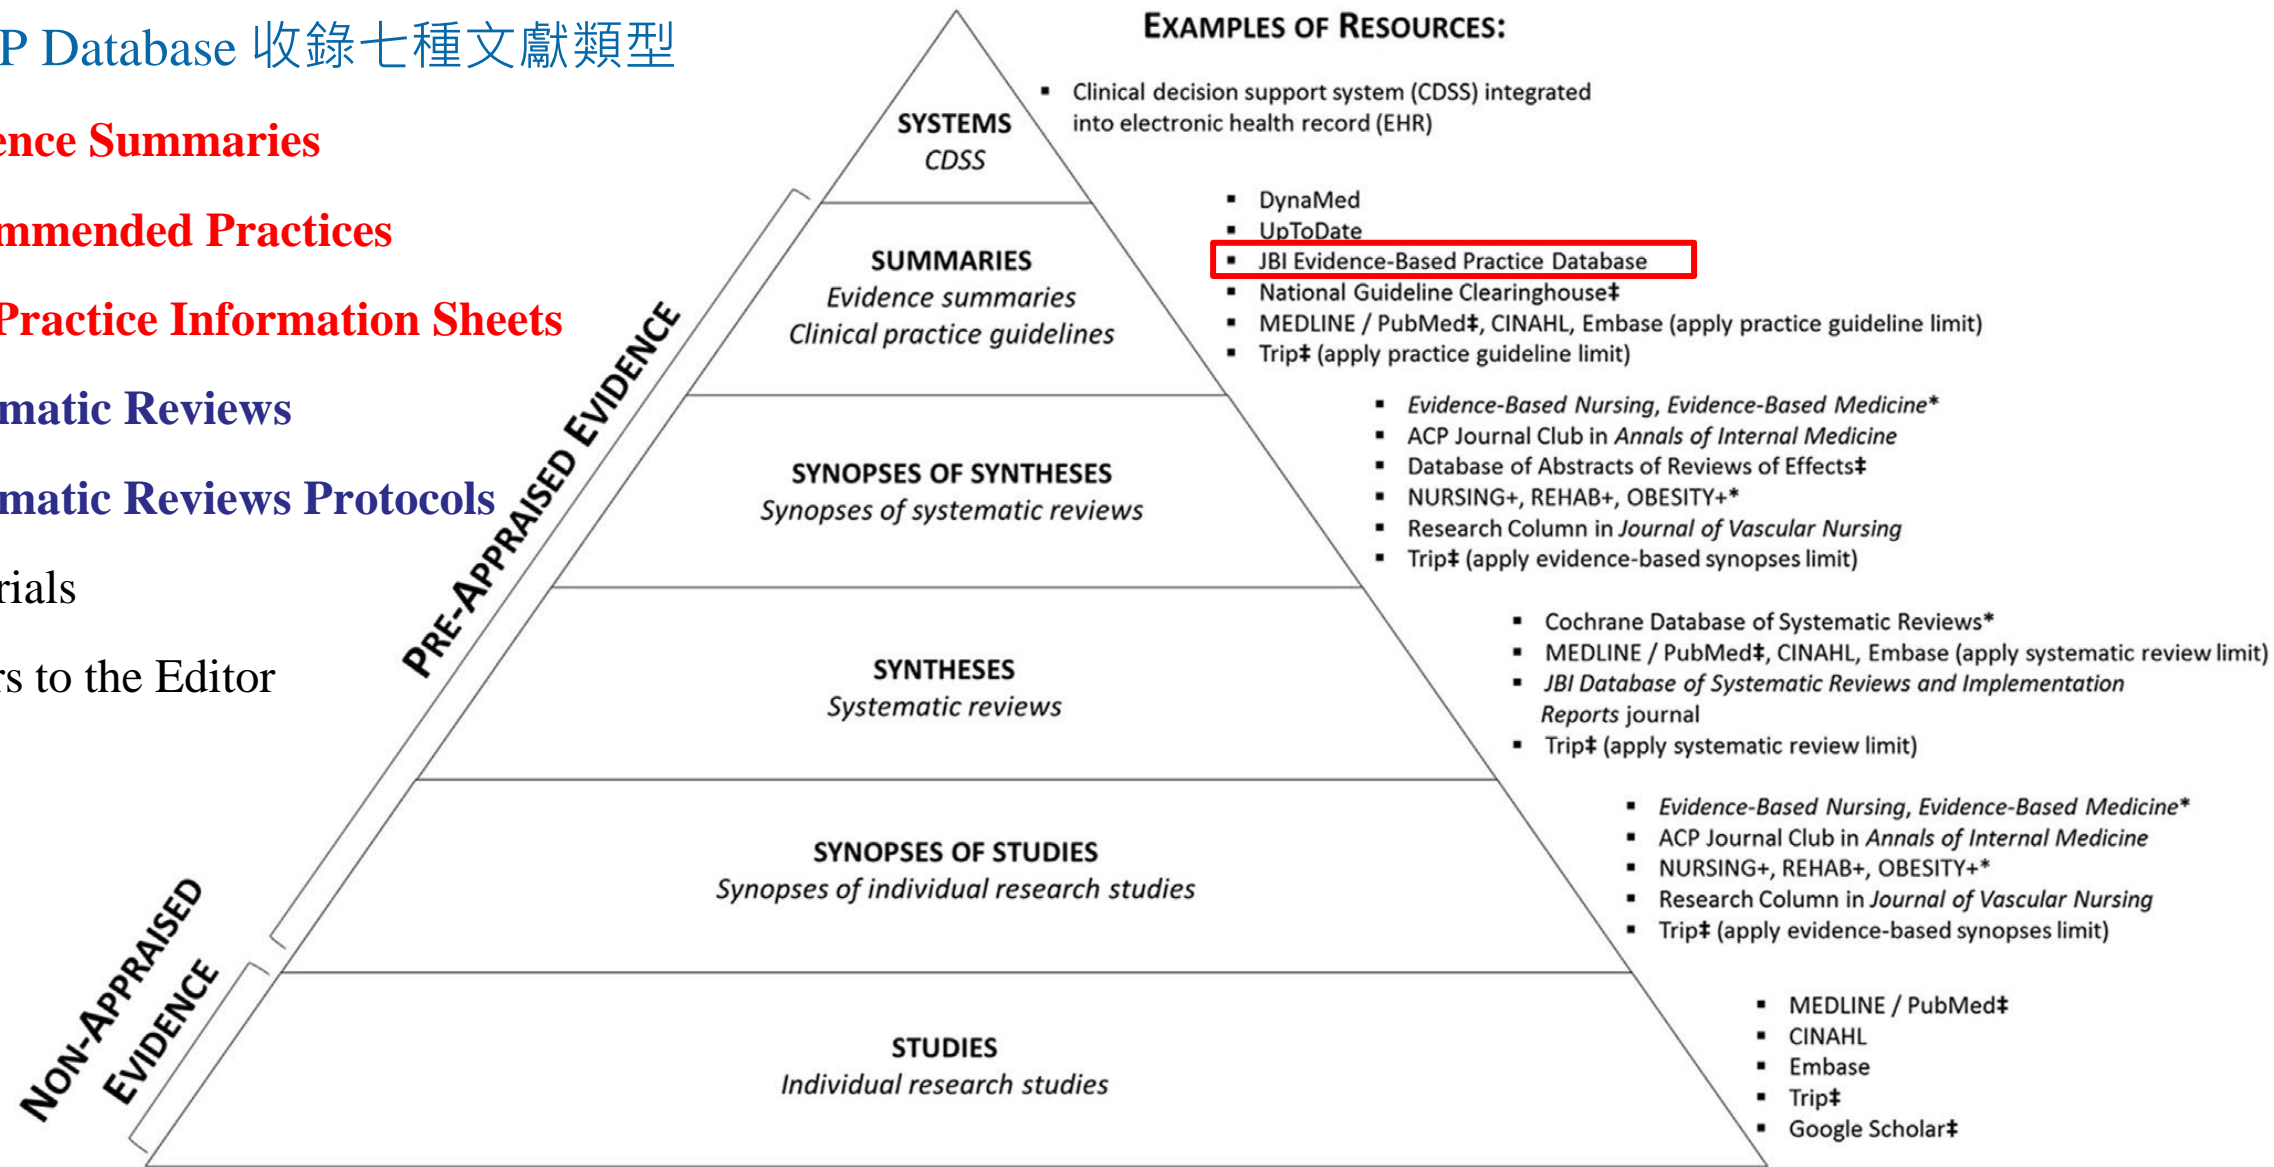 P Database 收錄七種文獻類型
ence Summaries
mmended Practices
Practice Information Sheets
matic Reviews
matic Reviews Protocols
rials
rs to the Editor
PRE-APPRAISED EVIDENCE
NON-APPRAISED
EVIDENCE
SYSTEMS
CDSS
SUMMARIES
Evidence summaries
Clinical practice guidelines
SYNOPSES OF SYNTHESES
Synopses of systematic reviews
SYNTHESES
Systematic reviews
SYNOPSES OF STUDIES
Synopses of individual research studies
STUDIES
Individual research studies
EXAMPLES OF RESOURCES:
▪ Clinical decision support system (CDSS) integrated
into electronic health record (EHR)
▪ DynaMed
▪ UpToDate
▪ JBI Evidence-Based Practice Database
▪ National Guideline Clearinghouse‡
▪ MEDLINE / PubMed‡, CINAHL, Embase (apply practice guideline limit)
▪ Trip‡ (apply practice guideline limit)
▪ Evidence-Based Nursing, Evidence-Based Medicine*
▪ ACP Journal Club in Annals of Internal Medicine
▪ Database of Abstracts of Reviews of Effects‡
▪ NURSING+, REHAB+, OBESITY+*
▪ Research Column in Journal of Vascular Nursing
▪ Trip‡ (apply evidence-based synopses limit)
▪ Cochrane Database of Systematic Reviews*
▪ MEDLINE / PubMed‡, CINAHL, Embase (apply systematic review limit)
▪ JBI Database of Systematic Reviews and Implementation
Reports journal
▪ Trip‡ (apply systematic review limit)
▪ Evidence-Based Nursing, Evidence-Based Medicine*
▪ ACP Journal Club in Annals of Internal Medicine
▪ NURSING+, REHAB+, OBESITY+*
▪ Research Column in Journal of Vascular Nursing
▪ Trip‡ (apply evidence-based synopses limit)
▪ MEDLINE / PubMed‡
▪ CINAHL
▪ Embase
▪ Trip‡
▪ Google Scholar‡